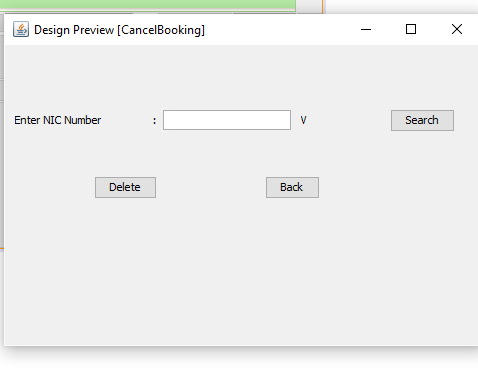 Design Preview [CancelBooking]
Enter NIC Number : V Search
Delete Back